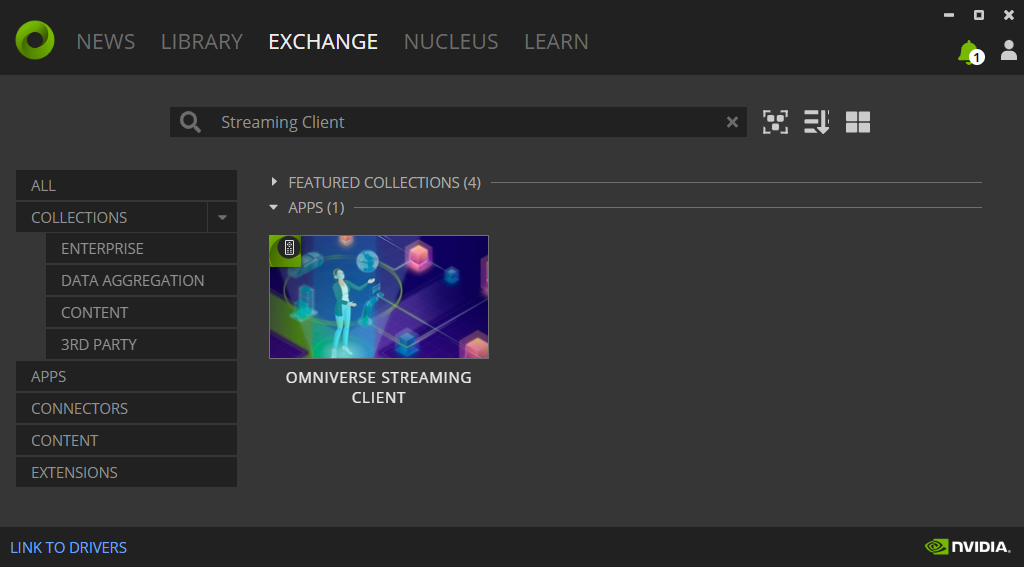 NEWS LIBRARY EXCHANGE NUCLEUS LEARN
1
Streaming Client
ALL
COLLECTIONS
ENTERPRISE
DATA AGGREGATION
CONTENT
3RD PARTY
APPS
CONNECTORS
CONTENT
EXTENSIONS
FEATURED COLLECTIONS (4)
APPS (1)
OMNIVERSE STREAMING
CLIENT
LINK TO DRIVERS
NVIDIA.